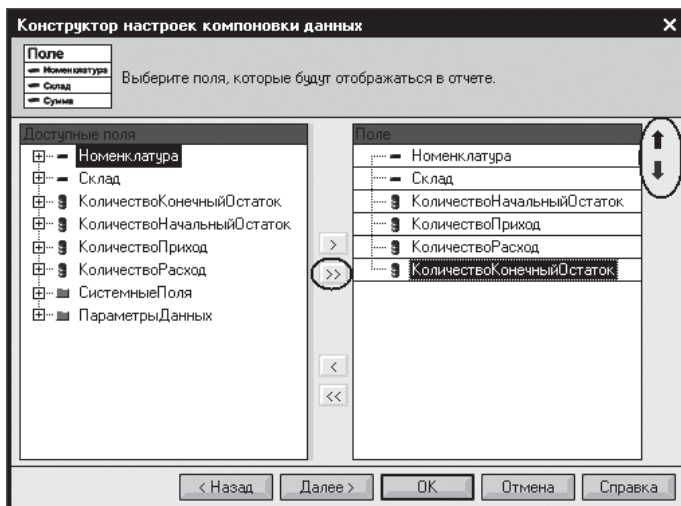 Конструктор настроек компоновки данных
Поле
Номенклатура
Склад
Сумма
Выберите поля, которые будут отображаться в отчете.
Доступные поля
Номенклатура
Склад
КоличествоКонечныйОстаток
КоличествоНачальныйОстаток
КоличествоПриход
КоличествоРасход
СистемныеПоля
ПараметрыДанных
>
>>
<
<<
Поле
Номенклатура
Склад
КоличествоНачальныйОстаток
КоличествоПриход
КоличествоРасход
КоличествоКонечныйОстаток
< Назад
Далее >
OK
Отмена
Справка